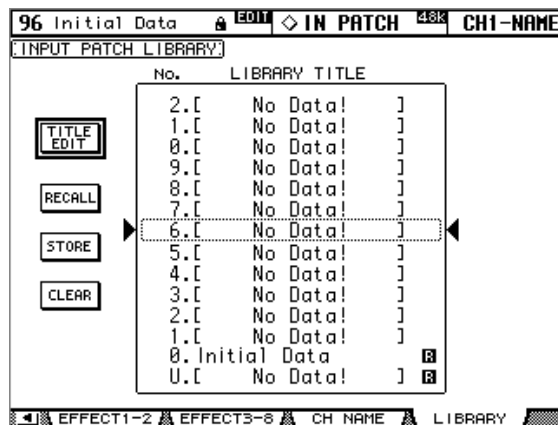 96 Initial Data EDIT ◇ IN PATCH 48K CH1-NAME
INPUT PATCH LIBRARY
No. LIBRARY TITLE
2.[ No Data! ]
1.[ No Data! ]
0.[ No Data! ]
9.[ No Data! ]
8.[ No Data! ]
7.[ No Data! ]
6.[ No Data! ]
5.[ No Data! ]
4.[ No Data! ]
3.[ No Data! ]
2.[ No Data! ]
1.[ No Data! ]
0. Initial Data R
U.[ No Data! ] R
TITLE
EDIT
RECALL
STORE
CLEAR
EFFECT1-2 EFFECT3-8 CH NAME LIBRARY